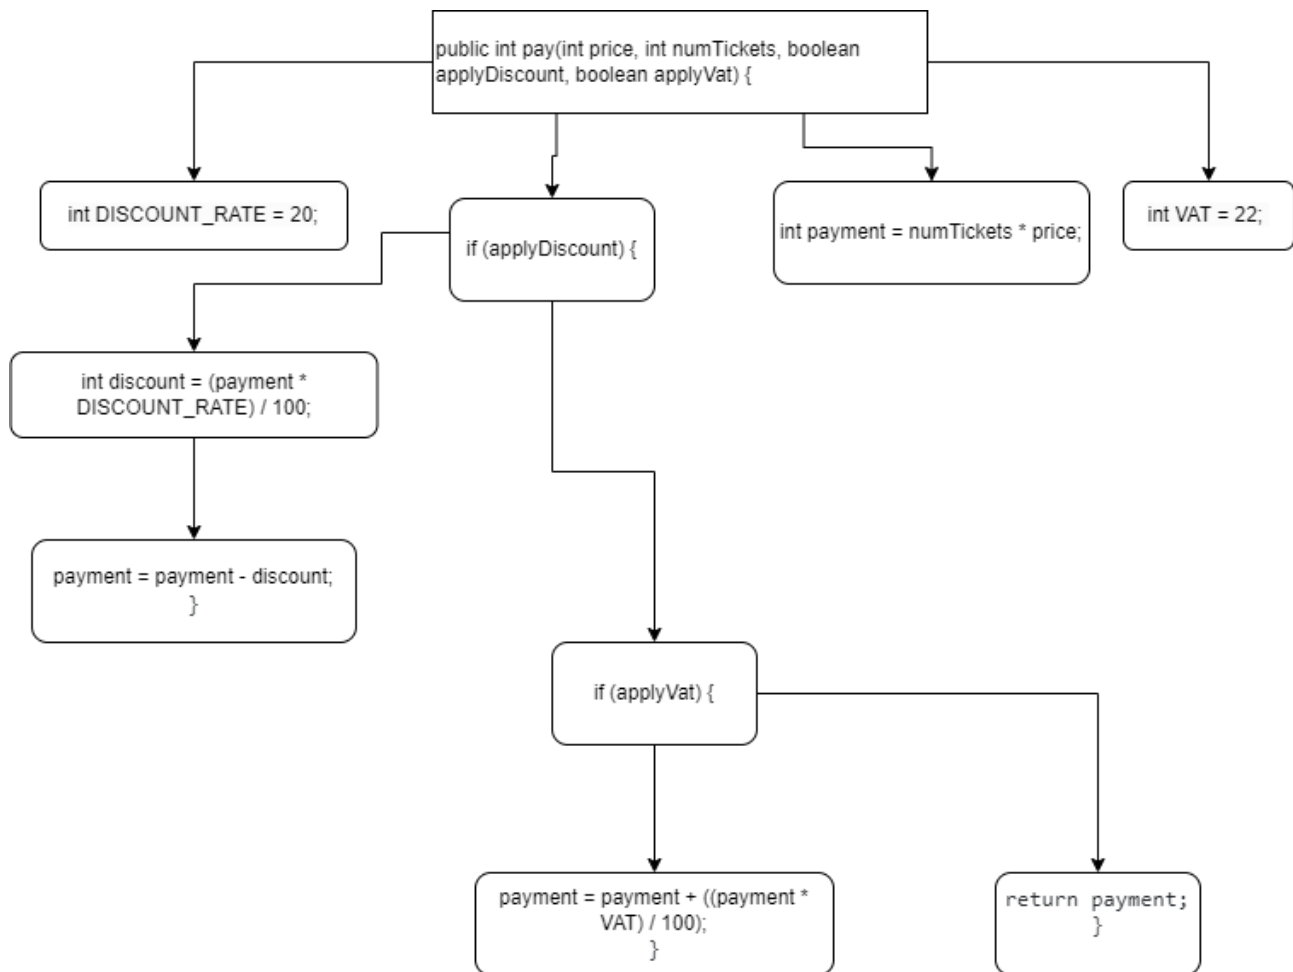 public int pay(int price, int numTickets, boolean
applyDiscount, boolean applyVat) {
int DISCOUNT_RATE = 20;
if (applyDiscount) {
int payment = numTickets * price;
int VAT = 22;
int discount = (payment *
DISCOUNT_RATE) / 100;
payment = payment - discount;
}
if (applyVat) {
payment = payment + ((payment *
VAT) / 100);
}
return payment;
}